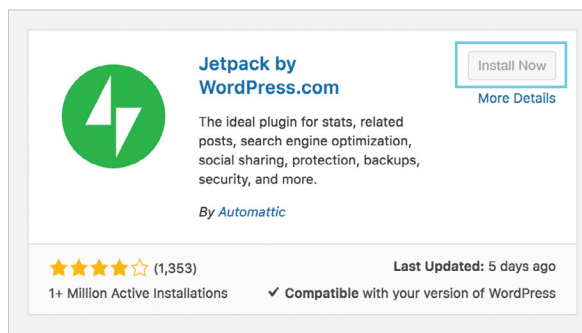 Jetpack by
WordPress.com
Install Now
More Details
The ideal plugin for stats, related
posts, search engine optimization,
social sharing, protection, backups,
security, and more.
By Automattic
(1,353)
Last Updated: 5 days ago
1+ Million Active Installations
✓ Compatible with your version of WordPress